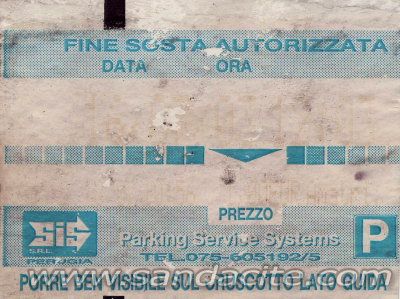 FINE SOSTA AUTORIZZATA
DATA ORA
PREZZO
SIS
S.R.L.
PERUGIA
Parking Service Systems
TEL.075-605192/5
P
PORRE BEN VISIBILE SUL CRUSCOTTO LATO GUIDA
www.pandasite.com